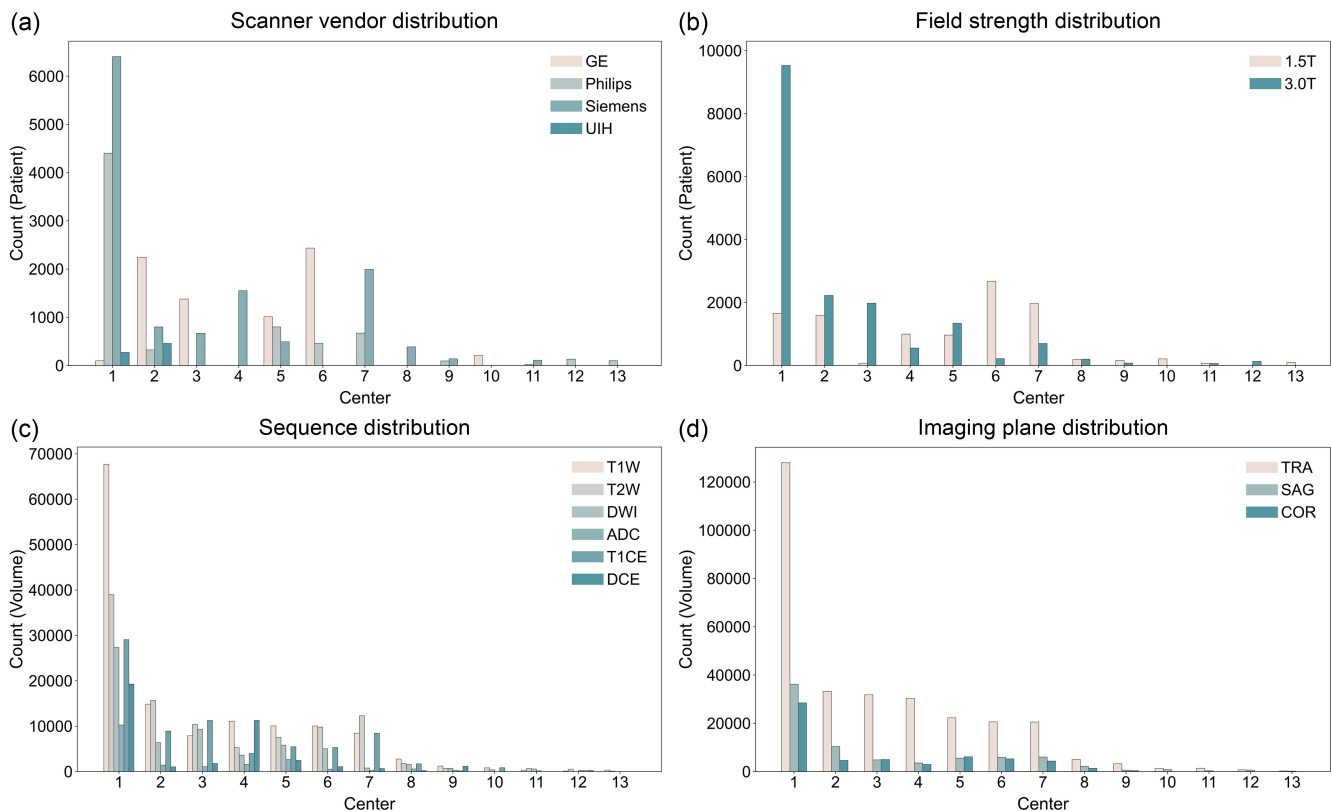 (a)
Scanner vendor distribution
GE
Philips
Siemens
UIH
Count (Patient)
6000
5000
4000
3000
2000
1000
0
1 2 3 4 5 6 7 8 9 10 11 12 13
Center
(b)
Field strength distribution
1.5T
3.0T
Count (Patient)
10000
8000
6000
4000
2000
0
1 2 3 4 5 6 7 8 9 10 11 12 13
Center
(c)
Sequence distribution
T1W
T2W
DWI
ADC
T1CE
DCE
Count (Volume)
70000
60000
50000
40000
30000
20000
10000
0
1 2 3 4 5 6 7 8 9 10 11 12 13
Center
(d)
Imaging plane distribution
TRA
SAG
COR
Count (Volume)
120000
100000
80000
60000
40000
20000
0
1 2 3 4 5 6 7 8 9 10 11 12 13
Center